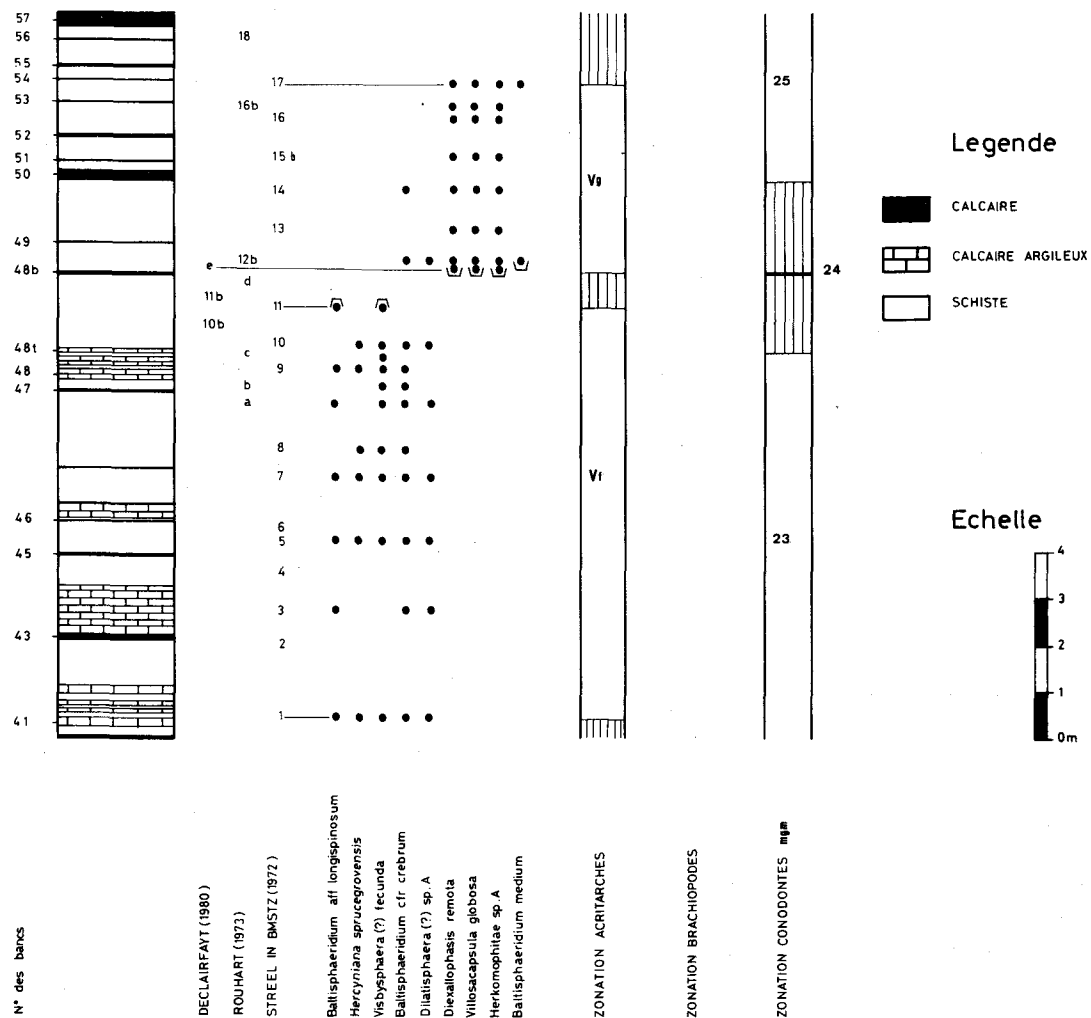 57
56
18
55
54
17
25
53
16b
16
52
Legende
51
15 b
50
14
Vg
CALCAIRE
13
49
12b
CALCAIRE ARGILEUX
e
48b
24
d
11b
11
SCHISTE
10b
10
48t
c
9
48
b
47
a
8
7
Vf
46
6
Echelle
5
23
45
4
4
3
3
2
43
2
1
1
41
0m
N° des bancs
DECLAIRFAYT (1980)
ROUHART (1973)
STREEL IN BMSTZ (1972)
Baltisphaeridium aff longispinosum
Hercyniana sprucegrovensis
Visbysphaera (?) fecunda
Baltisphaeridium cfr crebrum
Dilatisphaera (?) sp. A
Diexallophasis remota
Villosacapsula globosa
Herkomophitae sp. A
Baltisphaeridium medium
ZONATION ACRITARCHES
ZONATION BRACHIOPODES
ZONATION CONODONTES mgm